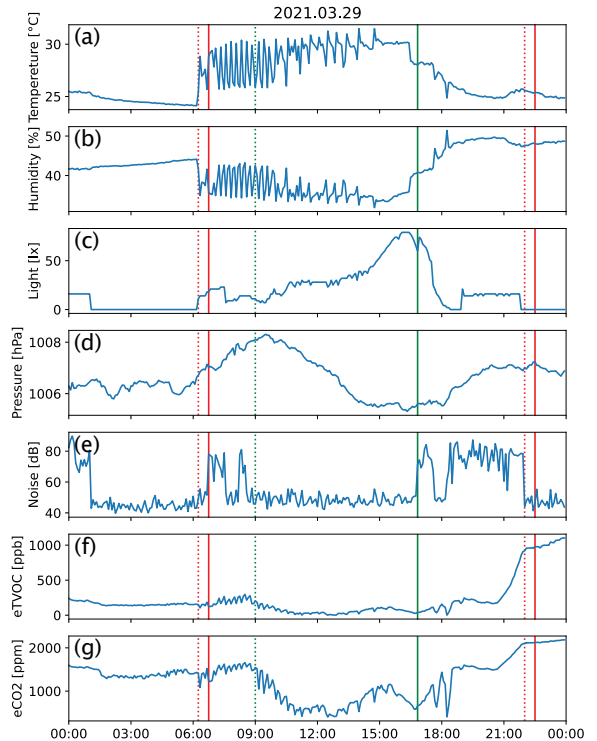 2021.03.29
(a)
Tempereture [°C]
30
25
(b)
Humidity [%]
50
40
(c)
Light [lx]
50
0
(d)
Pressure [hPa]
1008
1006
(e)
Noise [dB]
80
60
40
(f)
eTVOC [ppb]
1000
500
0
(g)
eCO2 [ppm]
2000
1000
00:00 03:00 06:00 09:00 12:00 15:00 18:00 21:00 00:00